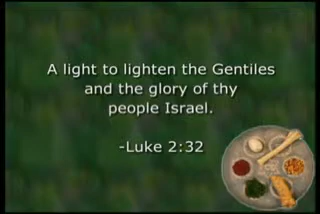 A light to lighten the Gentiles
and the glory of thy
people Israel.
-Luke 2:32